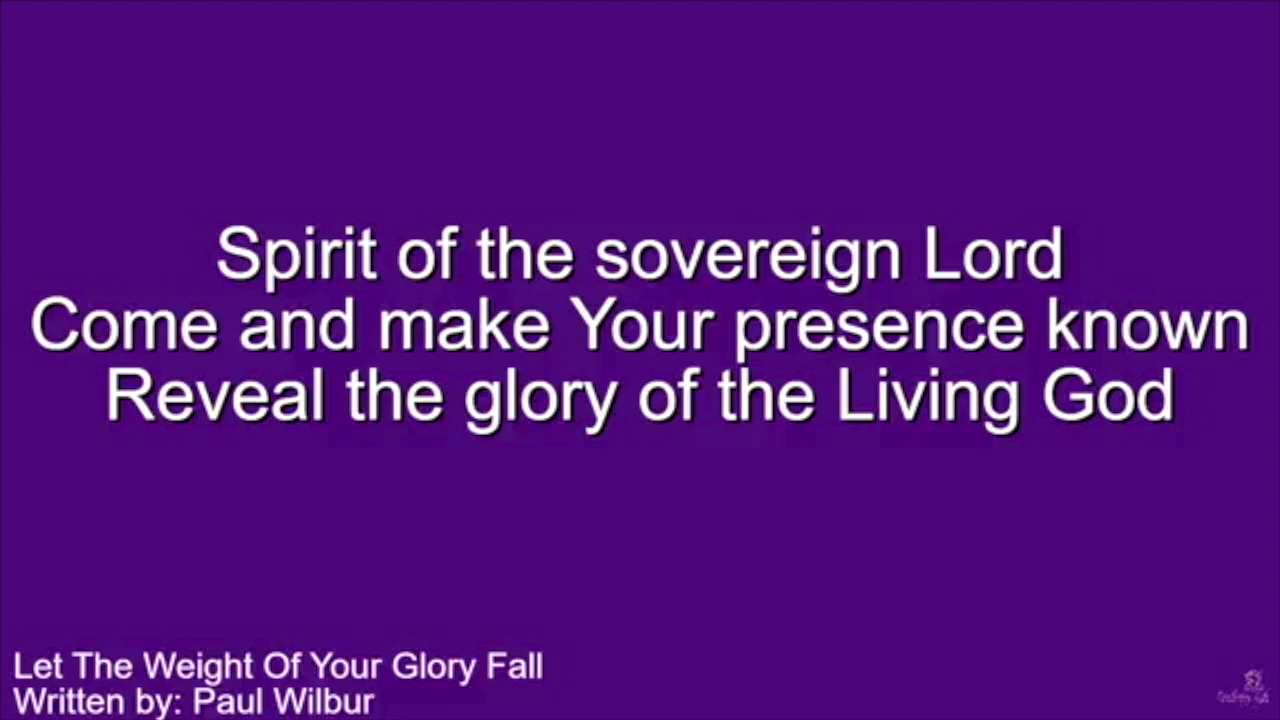 Spirit of the sovereign Lord
Come and make Your presence known
Reveal the glory of the Living God
Let The Weight Of Your Glory Fall
Written by: Paul Wilbur